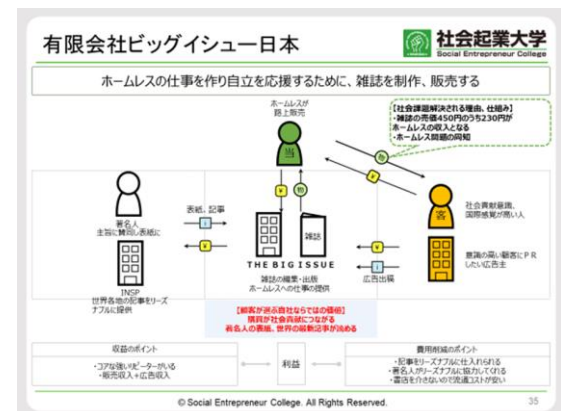 有限会社ビッグイシュー日本
社会起業大学
Social Entrepreneur College
ホームレスの仕事を作り自立を応援するために、雑誌を制作、販売する
ホームレスが
路上販売
【社会課題解決される理由、仕組み】
・雑誌の売価450円のうち230円が
ホームレスの収入となる
・ホームレス問題の周知
当
物
¥
¥
物
著名人
主旨に賛同し表紙に
表紙、記事
i
¥
INSP
世界各地の記事をリーズ
ナブルに提供
雑誌
THE BIG ISSUE
雑誌の編集・出版
ホームレスへの仕事の提供
¥
i
広告出稿
客
社会貢献意識、
国際感覚が高い人
意識の高い顧客にPR
したい広告主
【顧客が選ぶ自社ならではの価値】
購買が社会貢献につながる
著名人の表紙、世界の最新記事が読める
収益のポイント
・コアな強いリピーターがいる
・販売収入+広告収入
利益
費用削減のポイント
・記事をリーズナブルに仕入れられる
・著名人がリーズナブルに協力してくれる
・書店を介さないので流通コストが安い
© Social Entrepreneur College. All Rights Reserved.
35